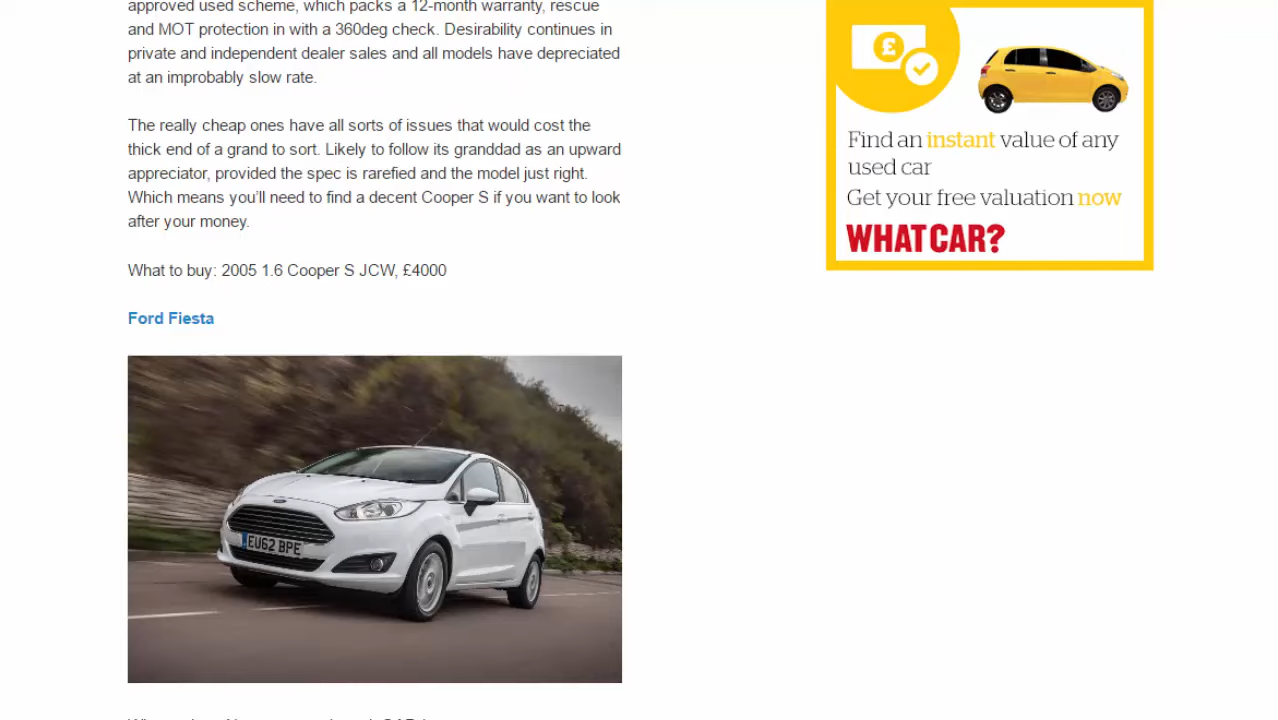 approved used scheme, which packs a 12-month warranty, rescue
and MOT protection in with a 360deg check. Desirability continues in
private and independent dealer sales and all models have depreciated
at an improbably slow rate.
The really cheap ones have all sorts of issues that would cost the
thick end of a grand to sort. Likely to follow its granddad as an upward
appreciator, provided the spec is rarefied and the model just right.
Which means you’ll need to find a decent Cooper S if you want to look
after your money.
What to buy: 2005 1.6 Cooper S JCW, £4000
Ford Fiesta
EU62 BPE
£
Find an instant value of any
used car
Get your free valuation now
WHAT CAR?